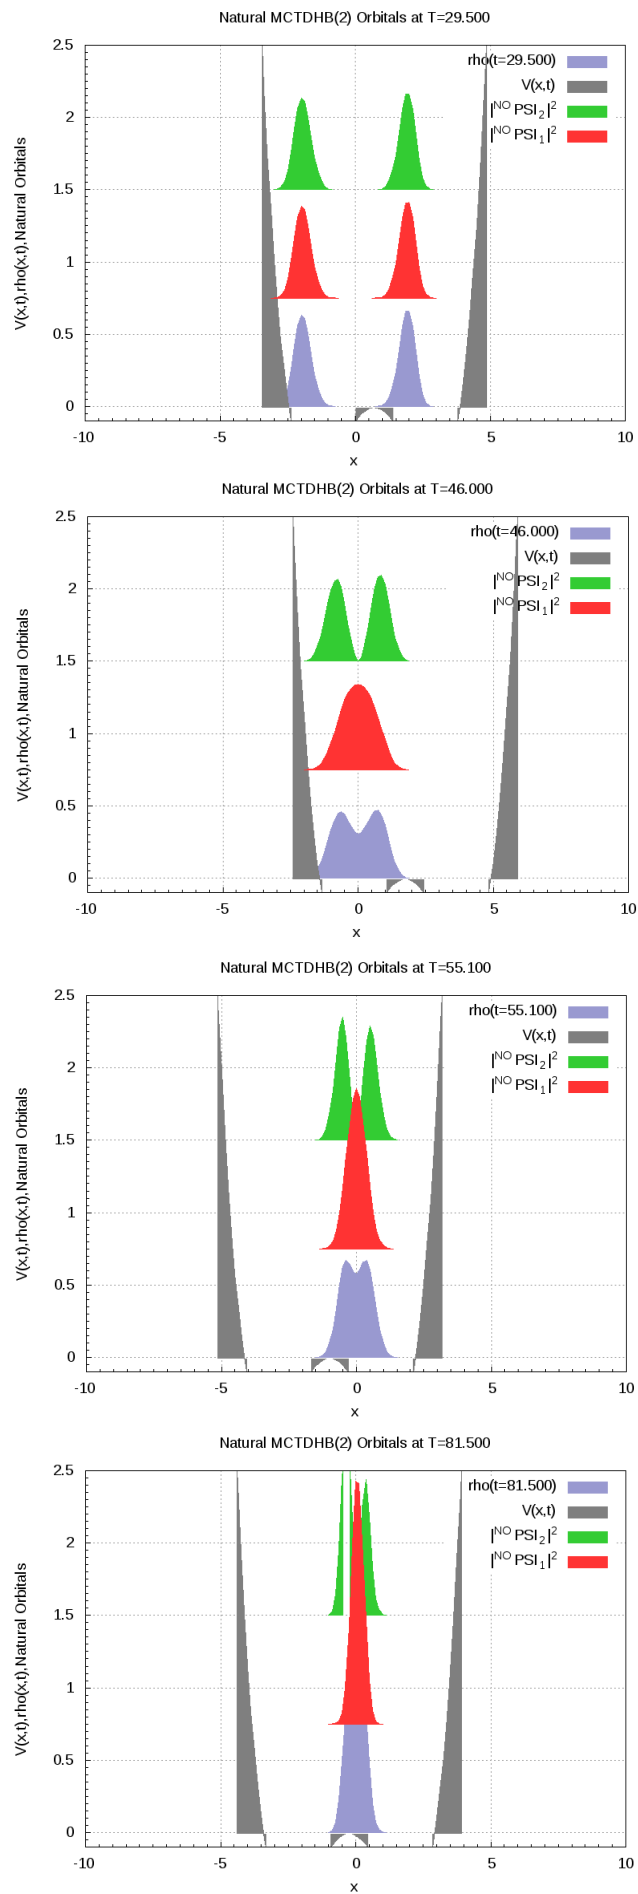 Natural MCTDHB(2) Orbitals at T=29.500
V(x,t),rho(x,t),Natural Orbitals
2.5
2
1.5
1
0.5
0
rho(t=29.500)
V(x,t)
|NO PSI2|2
|NO PSI1|2
-10 -5 0 5 10
x
Natural MCTDHB(2) Orbitals at T=46.000
V(x,t),rho(x,t),Natural Orbitals
2.5
2
1.5
1
0.5
0
rho(t=46.000)
V(x,t)
|NO PSI2|2
|NO PSI1|2
-10 -5 0 5 10
x
Natural MCTDHB(2) Orbitals at T=55.100
V(x,t),rho(x,t),Natural Orbitals
2.5
2
1.5
1
0.5
0
rho(t=55.100)
V(x,t)
|NO PSI2|2
|NO PSI1|2
-10 -5 0 5 10
x
Natural MCTDHB(2) Orbitals at T=81.500
V(x,t),rho(x,t),Natural Orbitals
2.5
2
1.5
1
0.5
0
rho(t=81.500)
V(x,t)
|NO PSI2|2
|NO PSI1|2
-10 -5 0 5 10
x